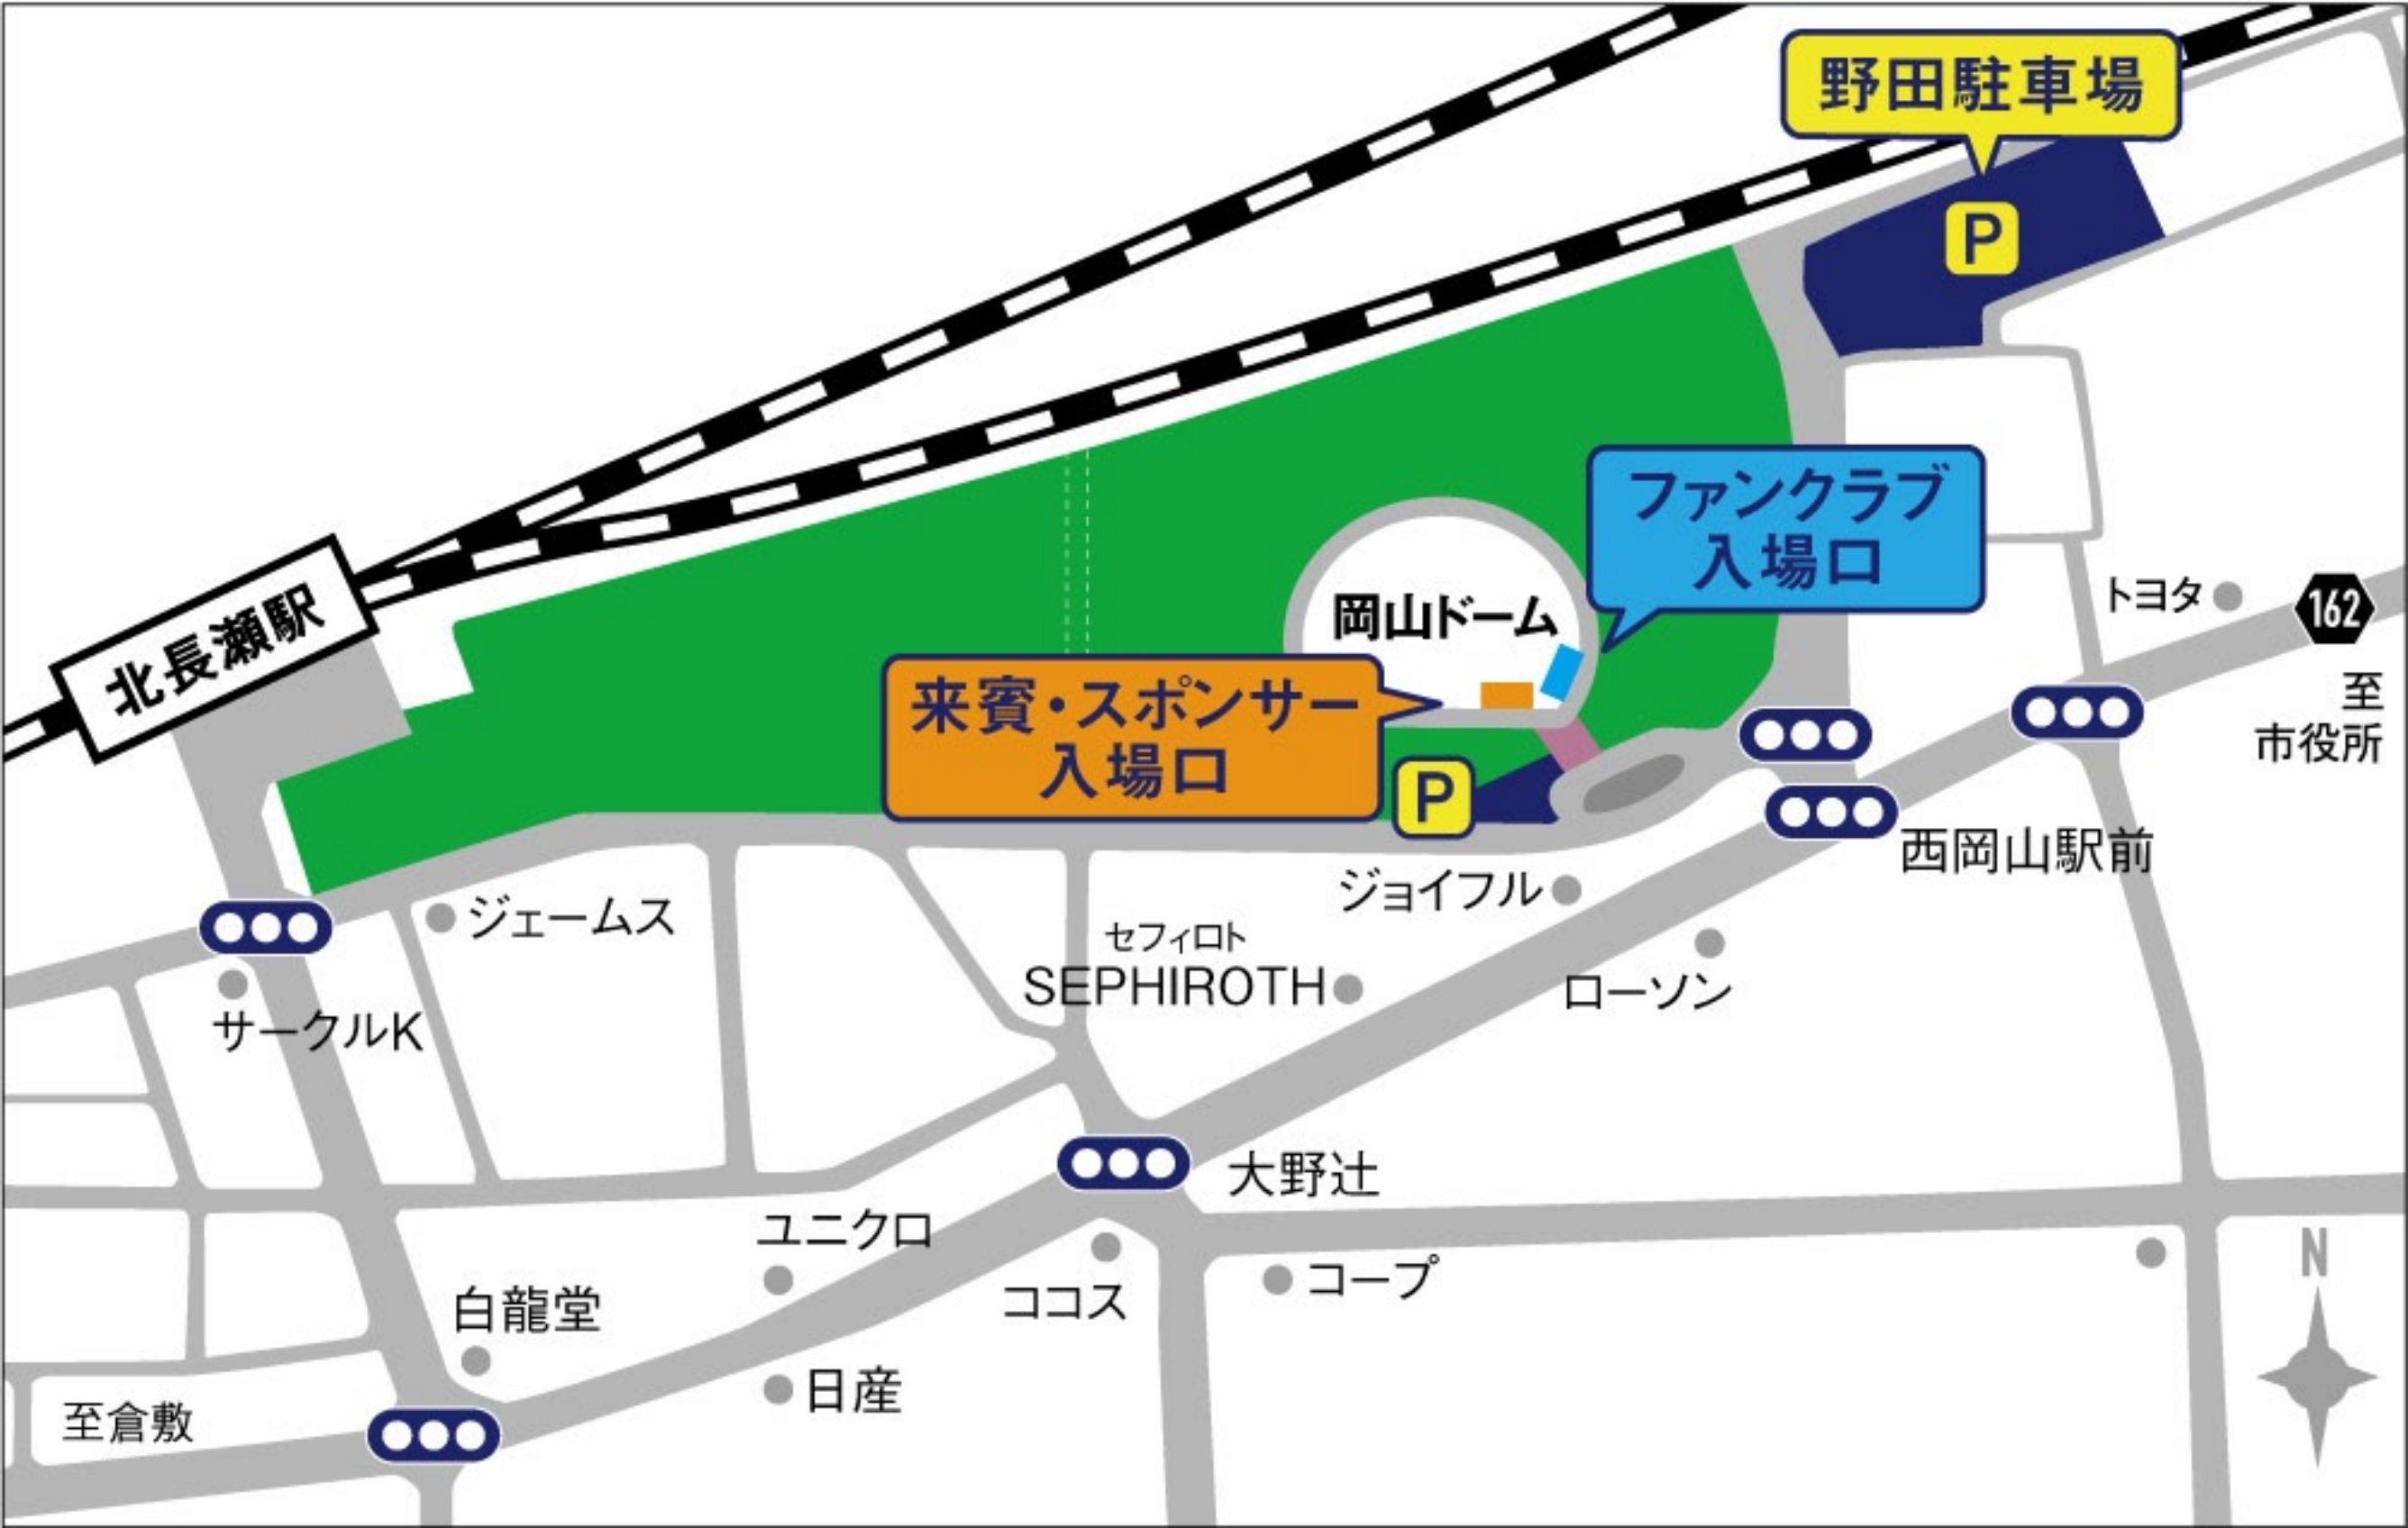 野田駐車場
P
ファンクラブ
入場口
北長瀬駅
岡山ドーム
トヨタ
162
至
市役所
来賓・スポンサー
入場口
P
西岡山駅前
ジョイフル
ジェームス
セフィロト
SEPHIROTH
ローソン
サークルK
大野辻
ユニクロ
ココス
コープ
N
白龍堂
日産
至倉敷